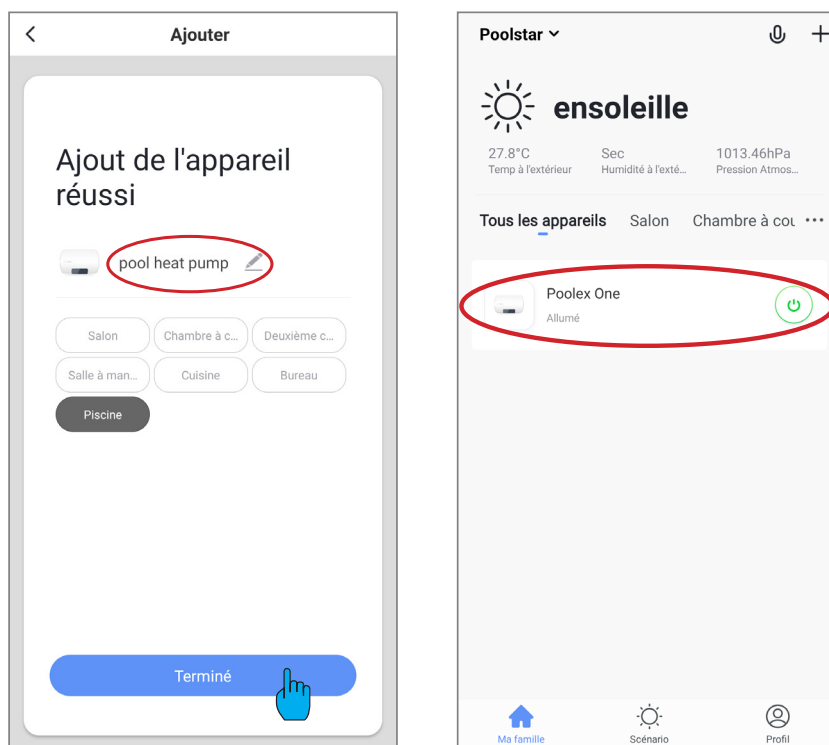 Ajouter
Ajout de l'appareil
réussi
pool heat pump
Salon
Chambre à c...
Deuxième c...
Salle à man...
Cuisine
Bureau
Piscine
Terminé
Poolstar
ensoleille
27.8°C
Sec
1013.46hPa
Temp à l'extérieur
Humidité à l'exté...
Pression Atmos...
Tous les appareils
Salon
Chambre à cou
Poolex One
Allumé
Ma famille
Scénario
Profil